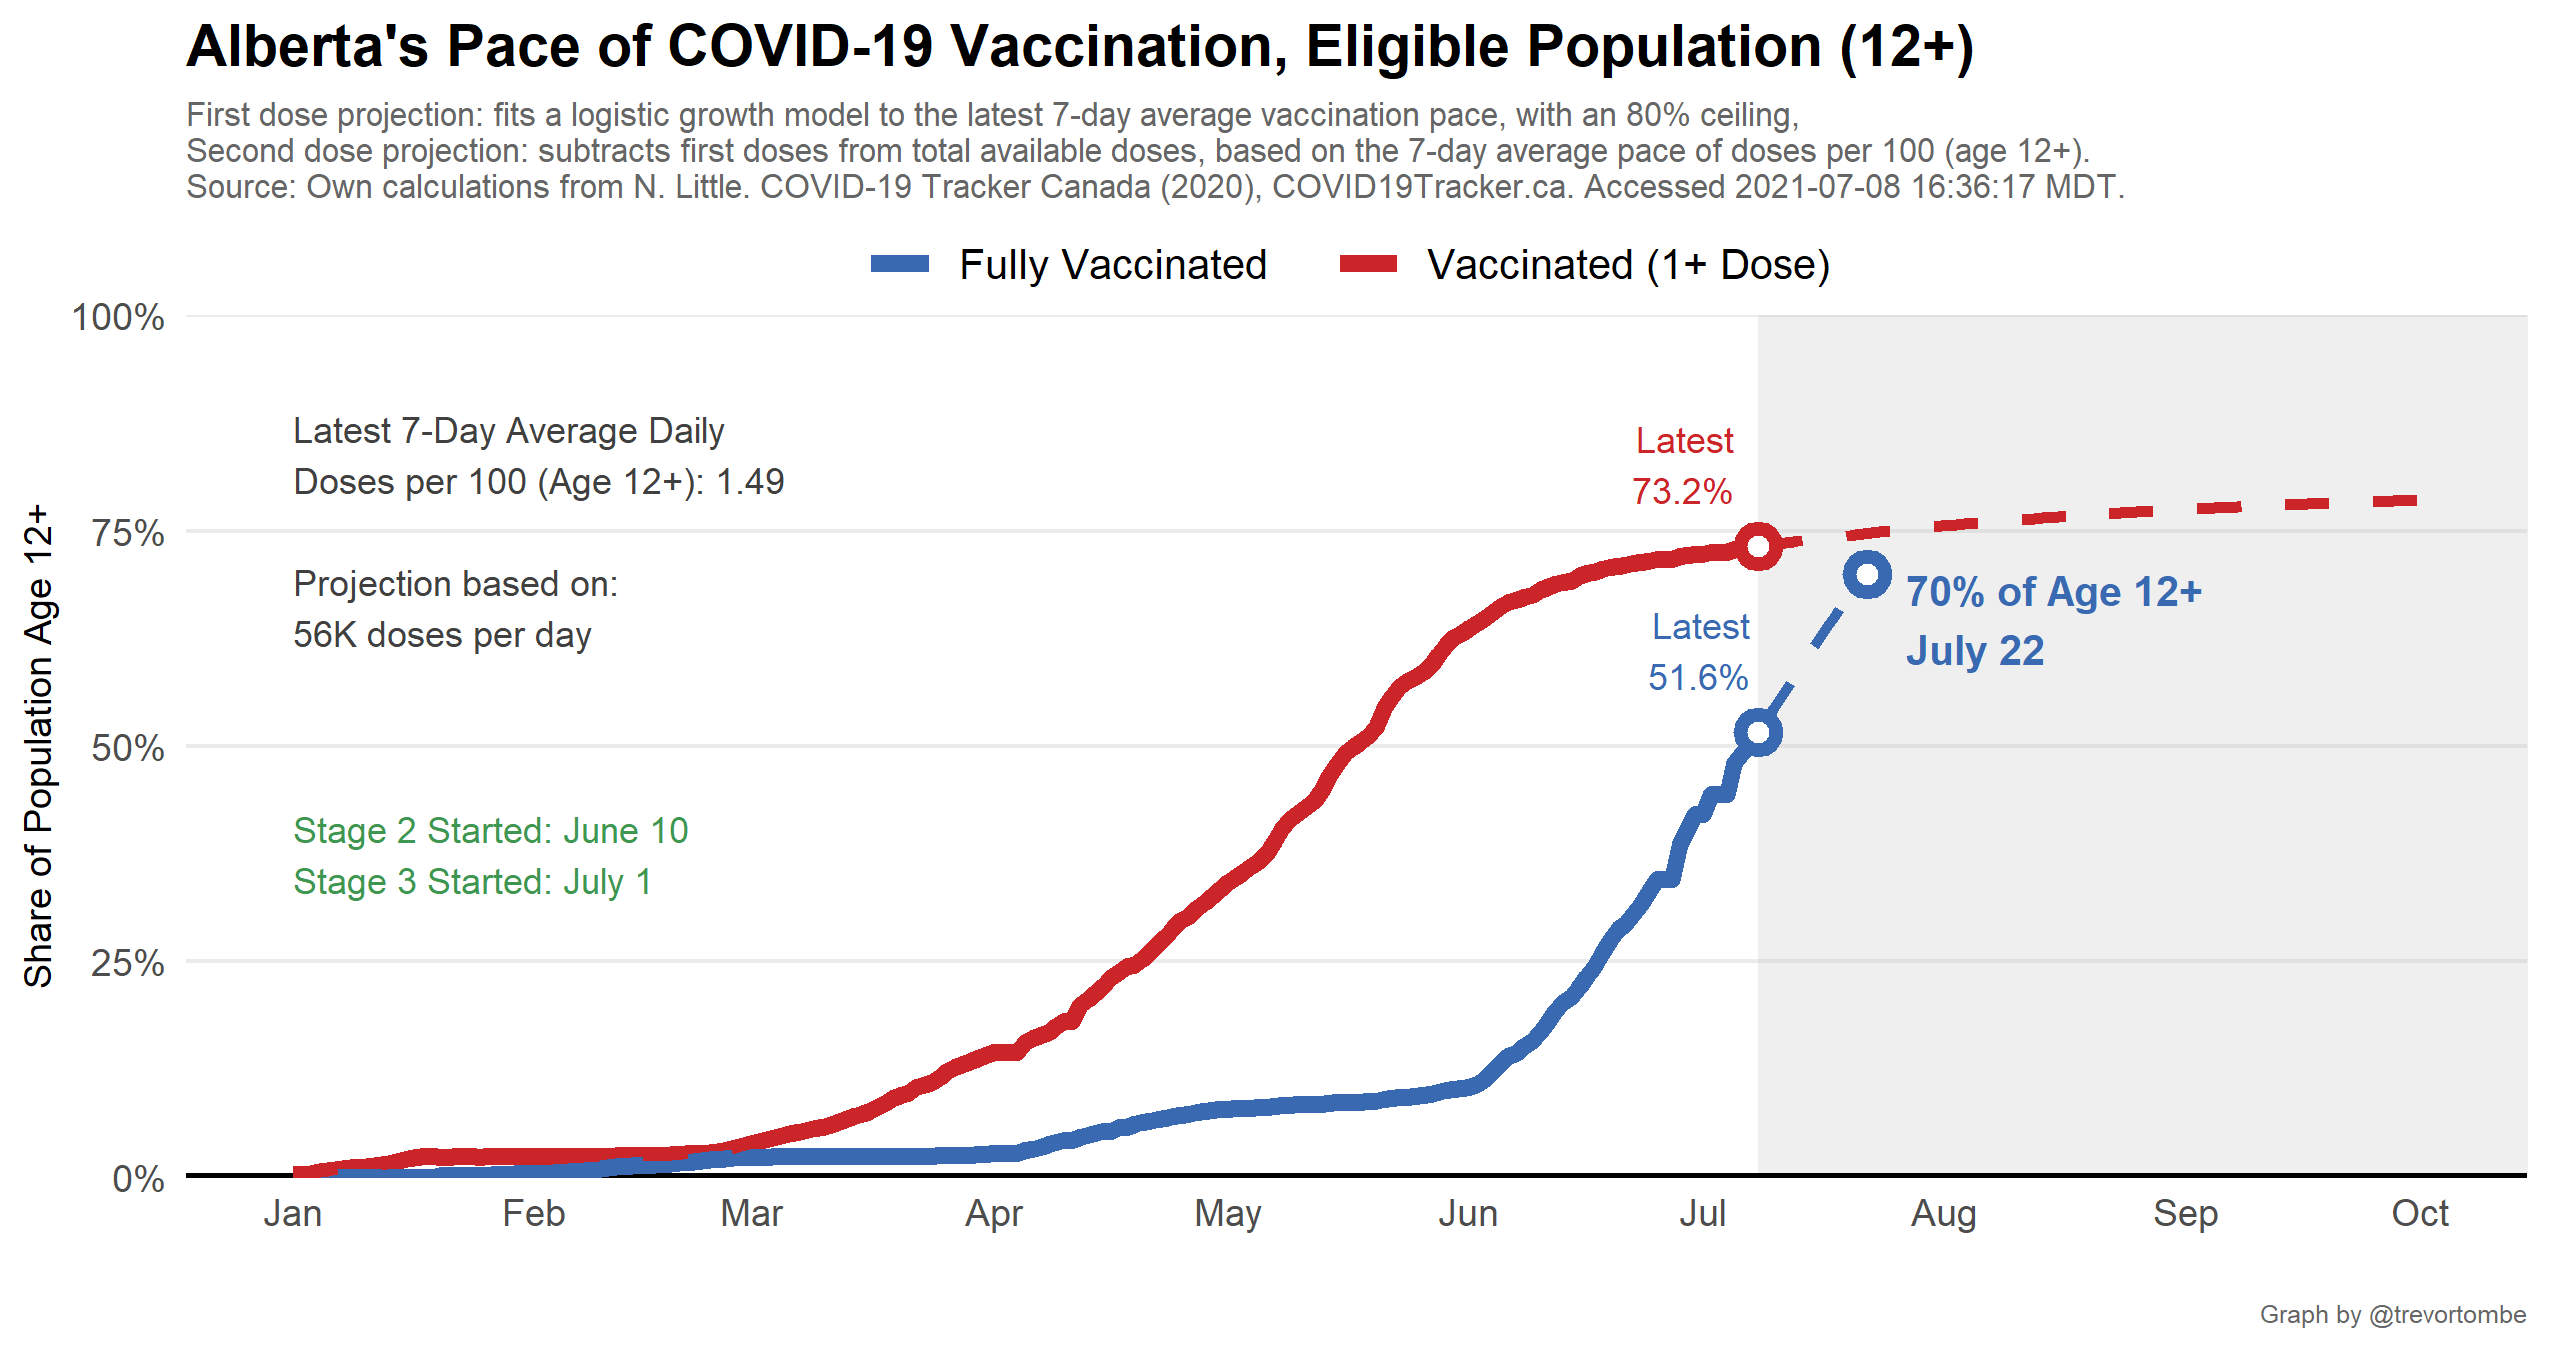 Alberta's Pace of COVID-19 Vaccination, Eligible Population (12+)
First dose projection: fits a logistic growth model to the latest 7-day average vaccination pace, with an 80% ceiling,
Second dose projection: subtracts first doses from total available doses, based on the 7-day average pace of doses per 100 (age 12+).
Source: Own calculations from N. Little. COVID-19 Tracker Canada (2020), COVID19Tracker.ca. Accessed 2021-07-08 16:36:17 MDT.
Fully Vaccinated
Vaccinated (1+ Dose)
Share of Population Age 12+
100%
75%
50%
25%
0%
Latest 7-Day Average Daily
Doses per 100 (Age 12+): 1.49
Projection based on:
56K doses per day
Stage 2 Started: June 10
Stage 3 Started: July 1
Latest
73.2%
Latest
51.6%
70% of Age 12+
July 22
Jan
Feb
Mar
Apr
May
Jun
Jul
Aug
Sep
Oct
Graph by @trevortombe